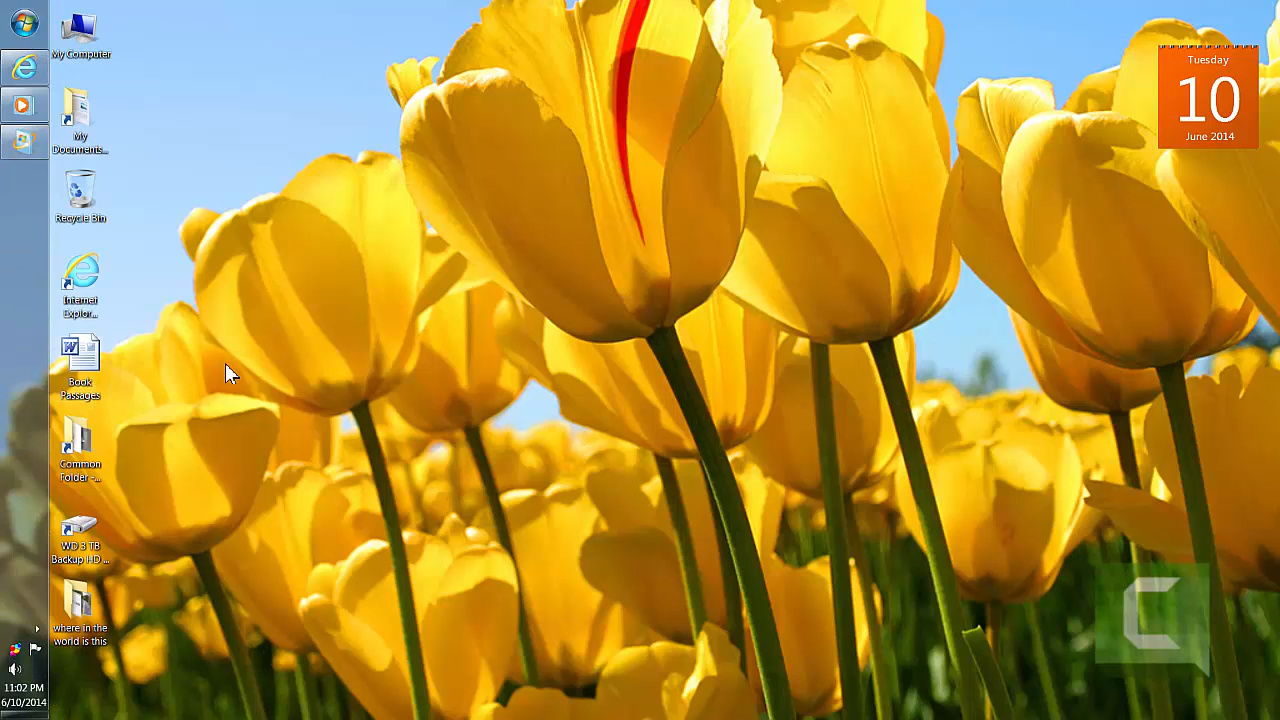 My Computer
My
Documents...
Recycle Bin
Internet
Explor...
Book
Passages
Common
Folder -...
WD 3 TB
Backup HD ...
where in the
world is this
11:02 PM
6/10/2014
Tuesday
10
June 2014